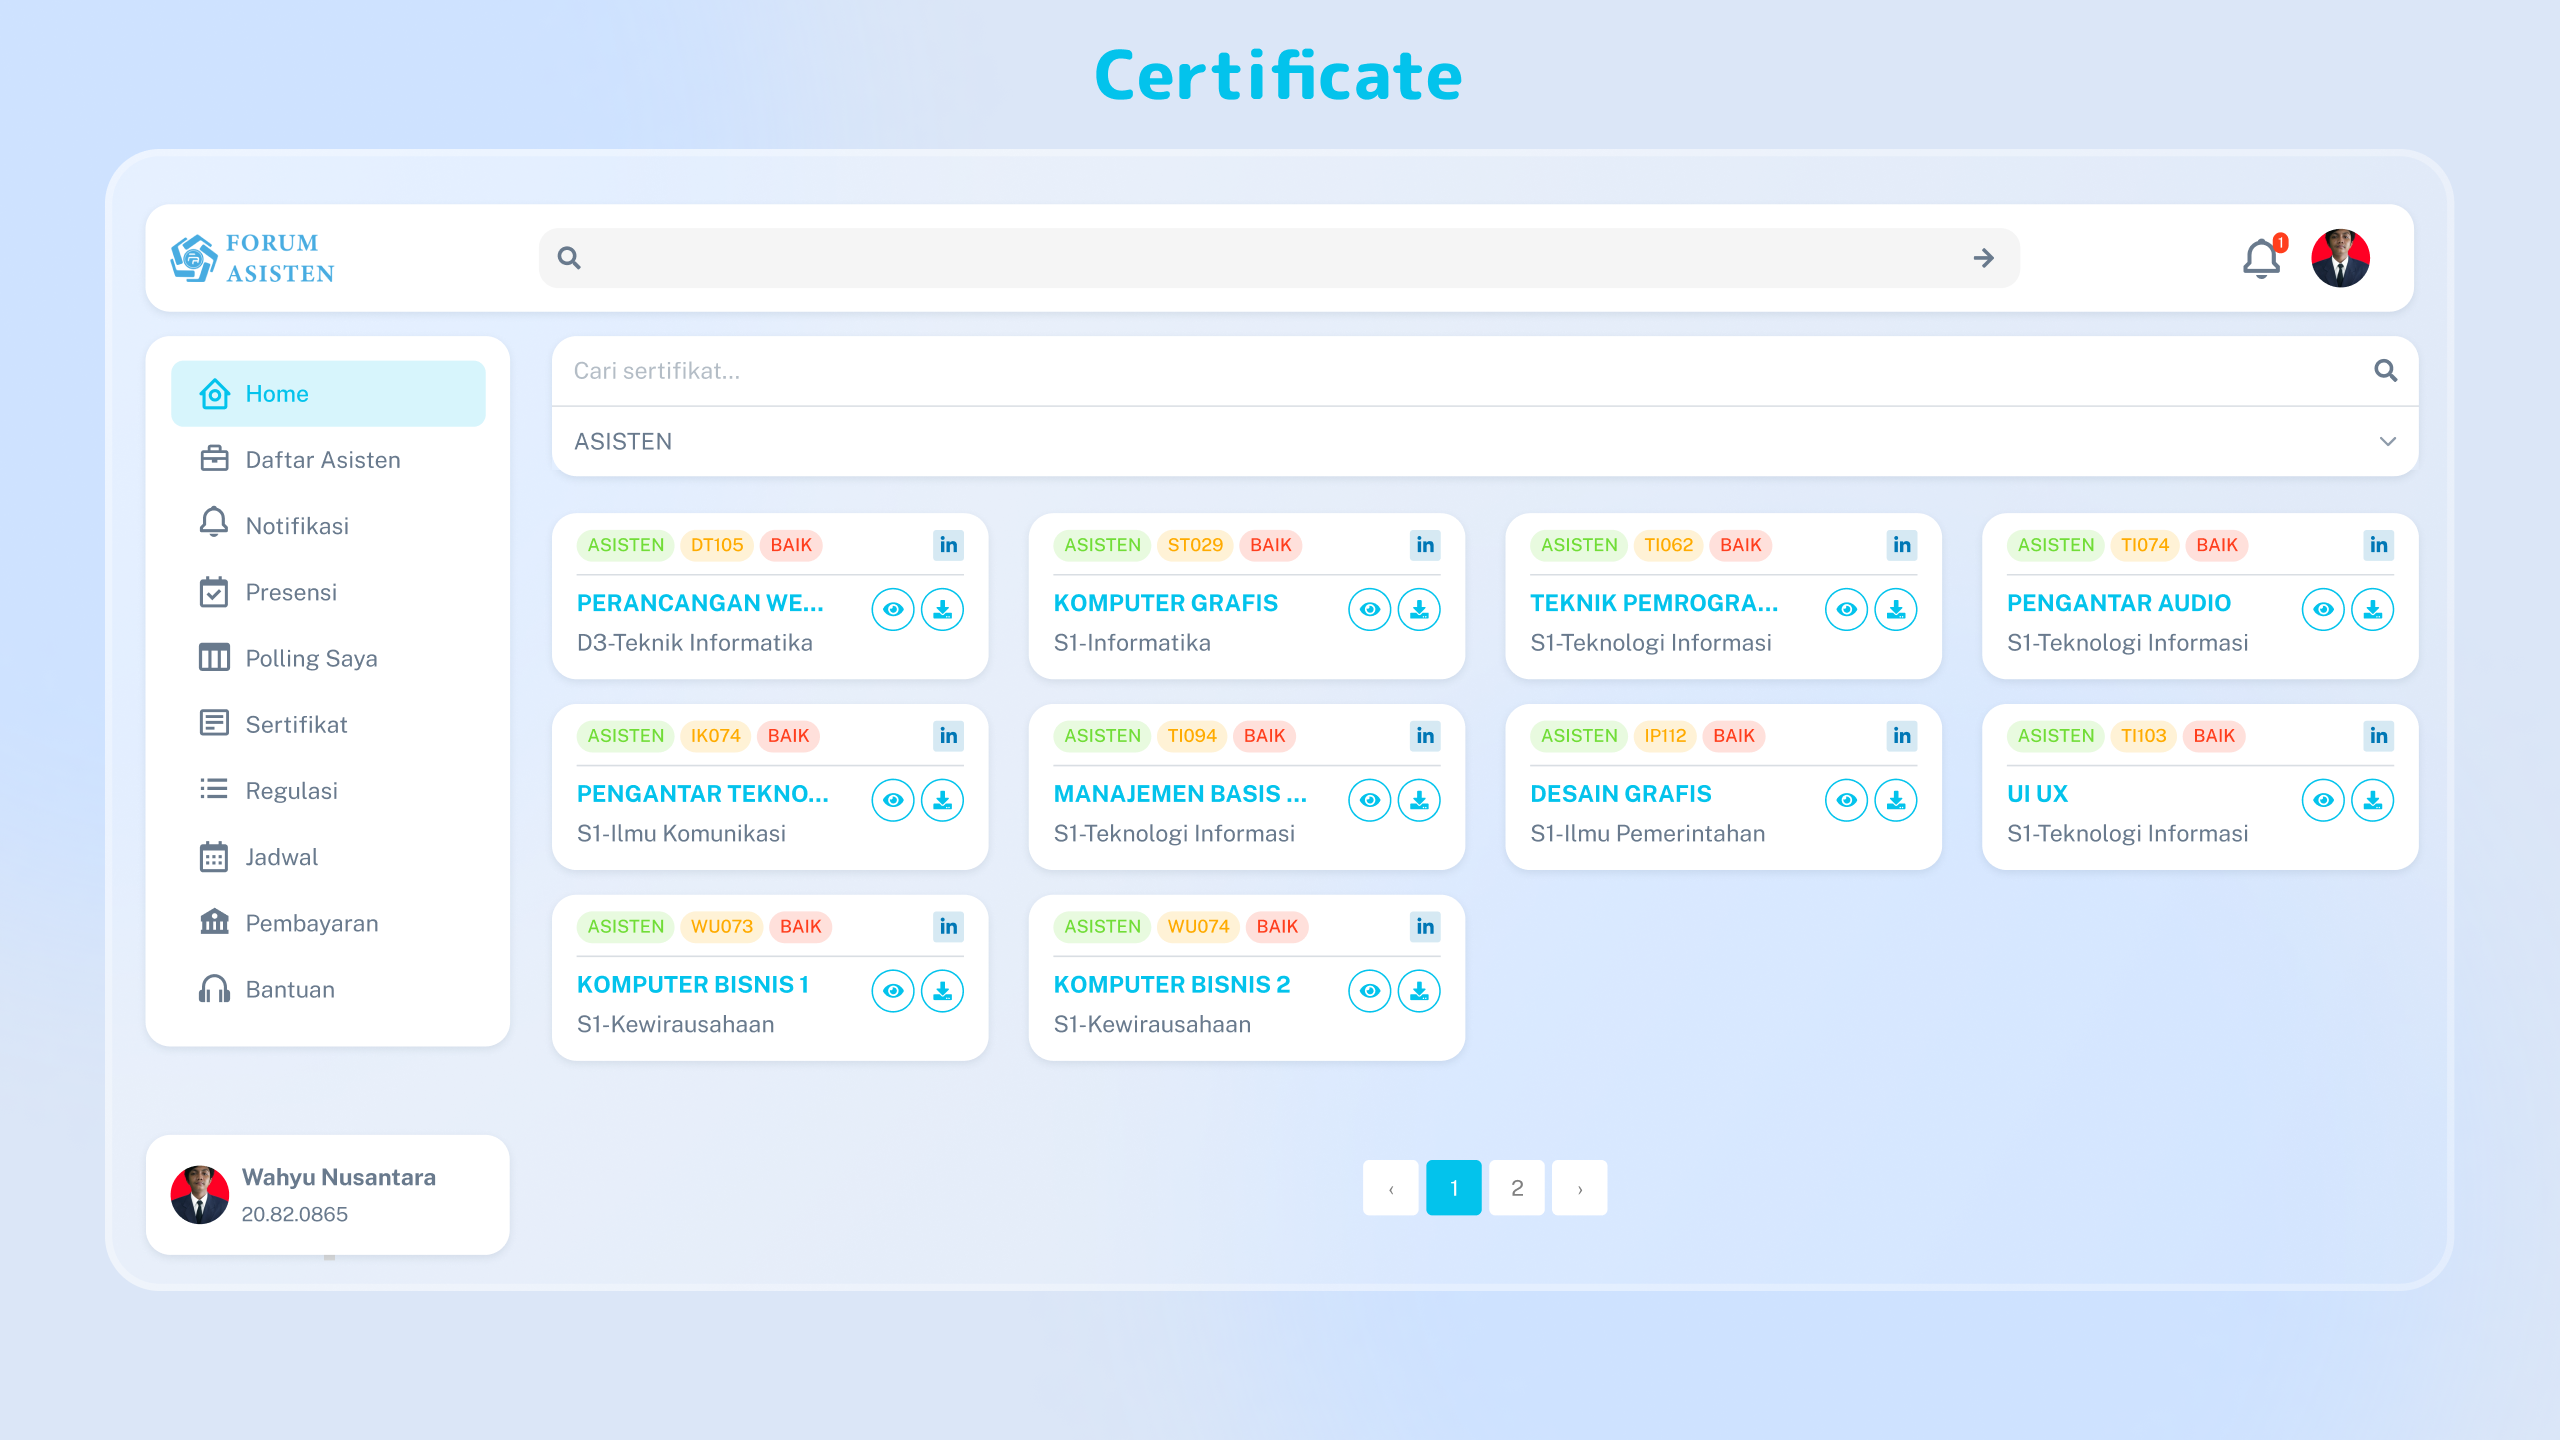 Certificate
FORUM
ASISTEN
1
Home
Daftar Asisten
Notifikasi
Presensi
Polling Saya
Sertifikat
Regulasi
Jadwal
Pembayaran
Bantuan
Wahyu Nusantara
20.82.0865
Cari sertifikat...
ASISTEN
ASISTEN DT105 BAIK in
PERANCANGAN WE...
D3-Teknik Informatika
ASISTEN ST029 BAIK in
KOMPUTER GRAFIS
S1-Informatika
ASISTEN TI062 BAIK in
TEKNIK PEMROGRA...
S1-Teknologi Informasi
ASISTEN TI074 BAIK in
PENGANTAR AUDIO
S1-Teknologi Informasi
ASISTEN IK074 BAIK in
PENGANTAR TEKNO...
S1-Ilmu Komunikasi
ASISTEN TI094 BAIK in
MANAJEMEN BASIS ...
S1-Teknologi Informasi
ASISTEN IP112 BAIK in
DESAIN GRAFIS
S1-Ilmu Pemerintahan
ASISTEN TI103 BAIK in
UI UX
S1-Teknologi Informasi
ASISTEN WU073 BAIK in
KOMPUTER BISNIS 1
S1-Kewirausahaan
ASISTEN WU074 BAIK in
KOMPUTER BISNIS 2
S1-Kewirausahaan
‹ 1 2 ›